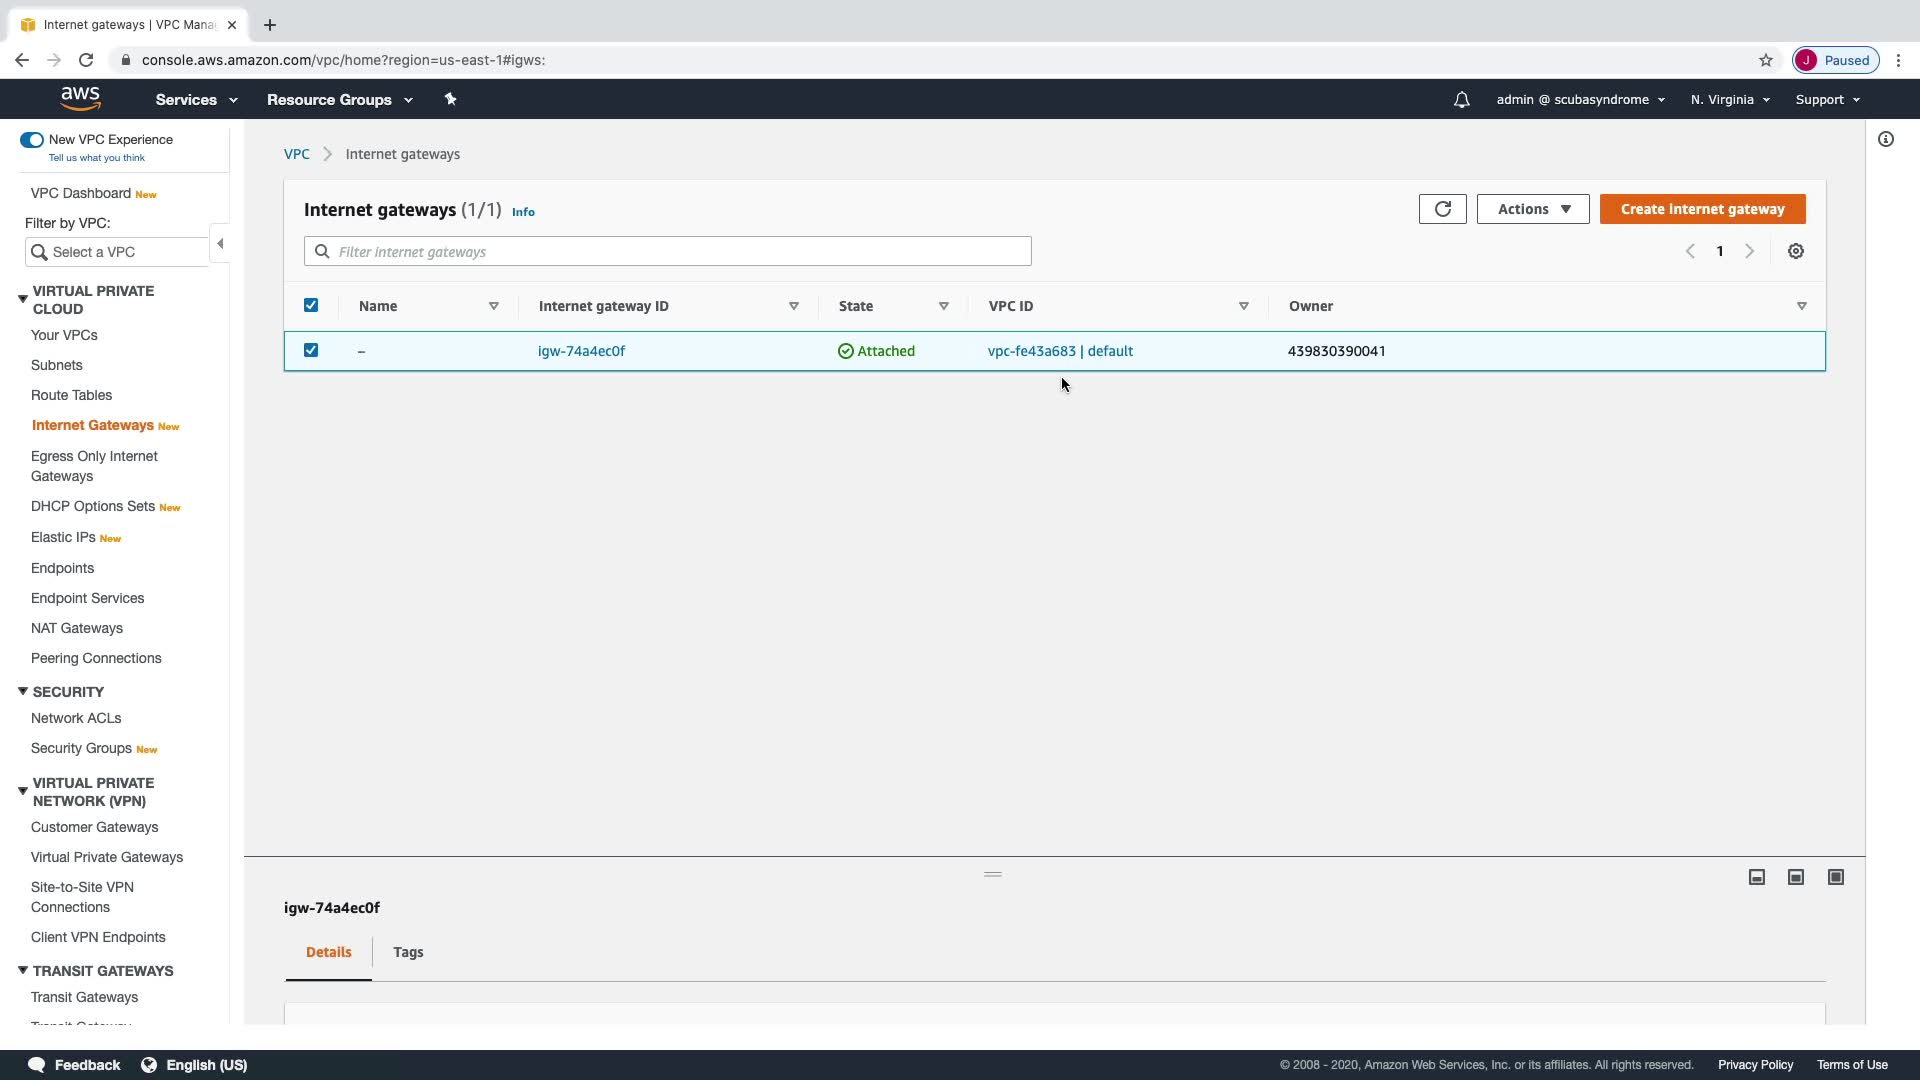 Internet gateways | VPC Mana
console.aws.amazon.com/vpc/home?region=us-east-1#igws:
J Paused
aws Services Resource Groups admin @ scubasyndrome N. Virginia Support
New VPC Experience
Tell us what you think
VPC Dashboard New
Filter by VPC:
Select a VPC
VIRTUAL PRIVATE
CLOUD
Your VPCs
Subnets
Route Tables
Internet Gateways New
Egress Only Internet
Gateways
DHCP Options Sets New
Elastic IPs New
Endpoints
Endpoint Services
NAT Gateways
Peering Connections
SECURITY
Network ACLs
Security Groups New
VIRTUAL PRIVATE
NETWORK (VPN)
Customer Gateways
Virtual Private Gateways
Site-to-Site VPN
Connections
Client VPN Endpoints
TRANSIT GATEWAYS
Transit Gateways
Transit Gateway
VPC Internet gateways
Internet gateways (1/1) Info
Actions Create internet gateway
Filter internet gateways
1
Name Internet gateway ID State VPC ID Owner
– igw-74a4ec0f Attached vpc-fe43a683 | default 439830390041
igw-74a4ec0f
Details Tags
Feedback English (US)
© 2008 - 2020, Amazon Web Services, Inc. or its affiliates. All rights reserved. Privacy Policy Terms of Use